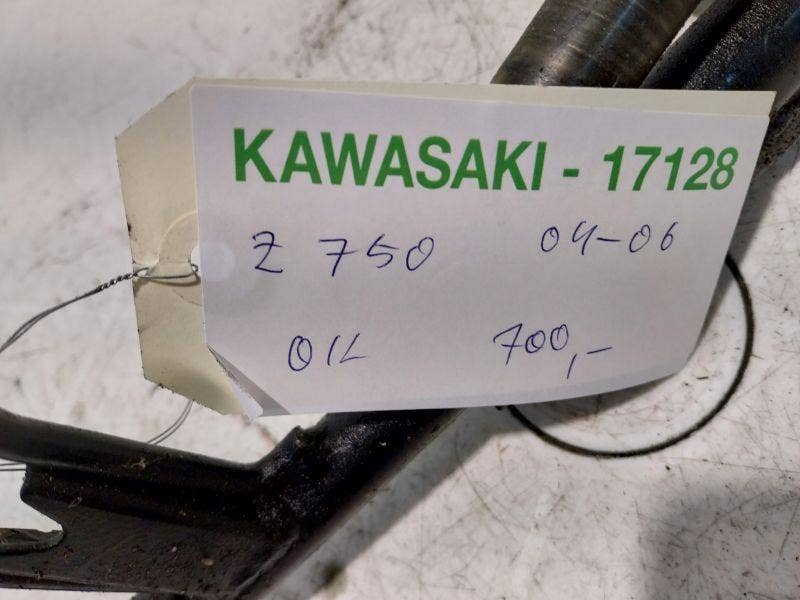 KAWASAKI - 17128
Z 750 04-06
OIL 700,-